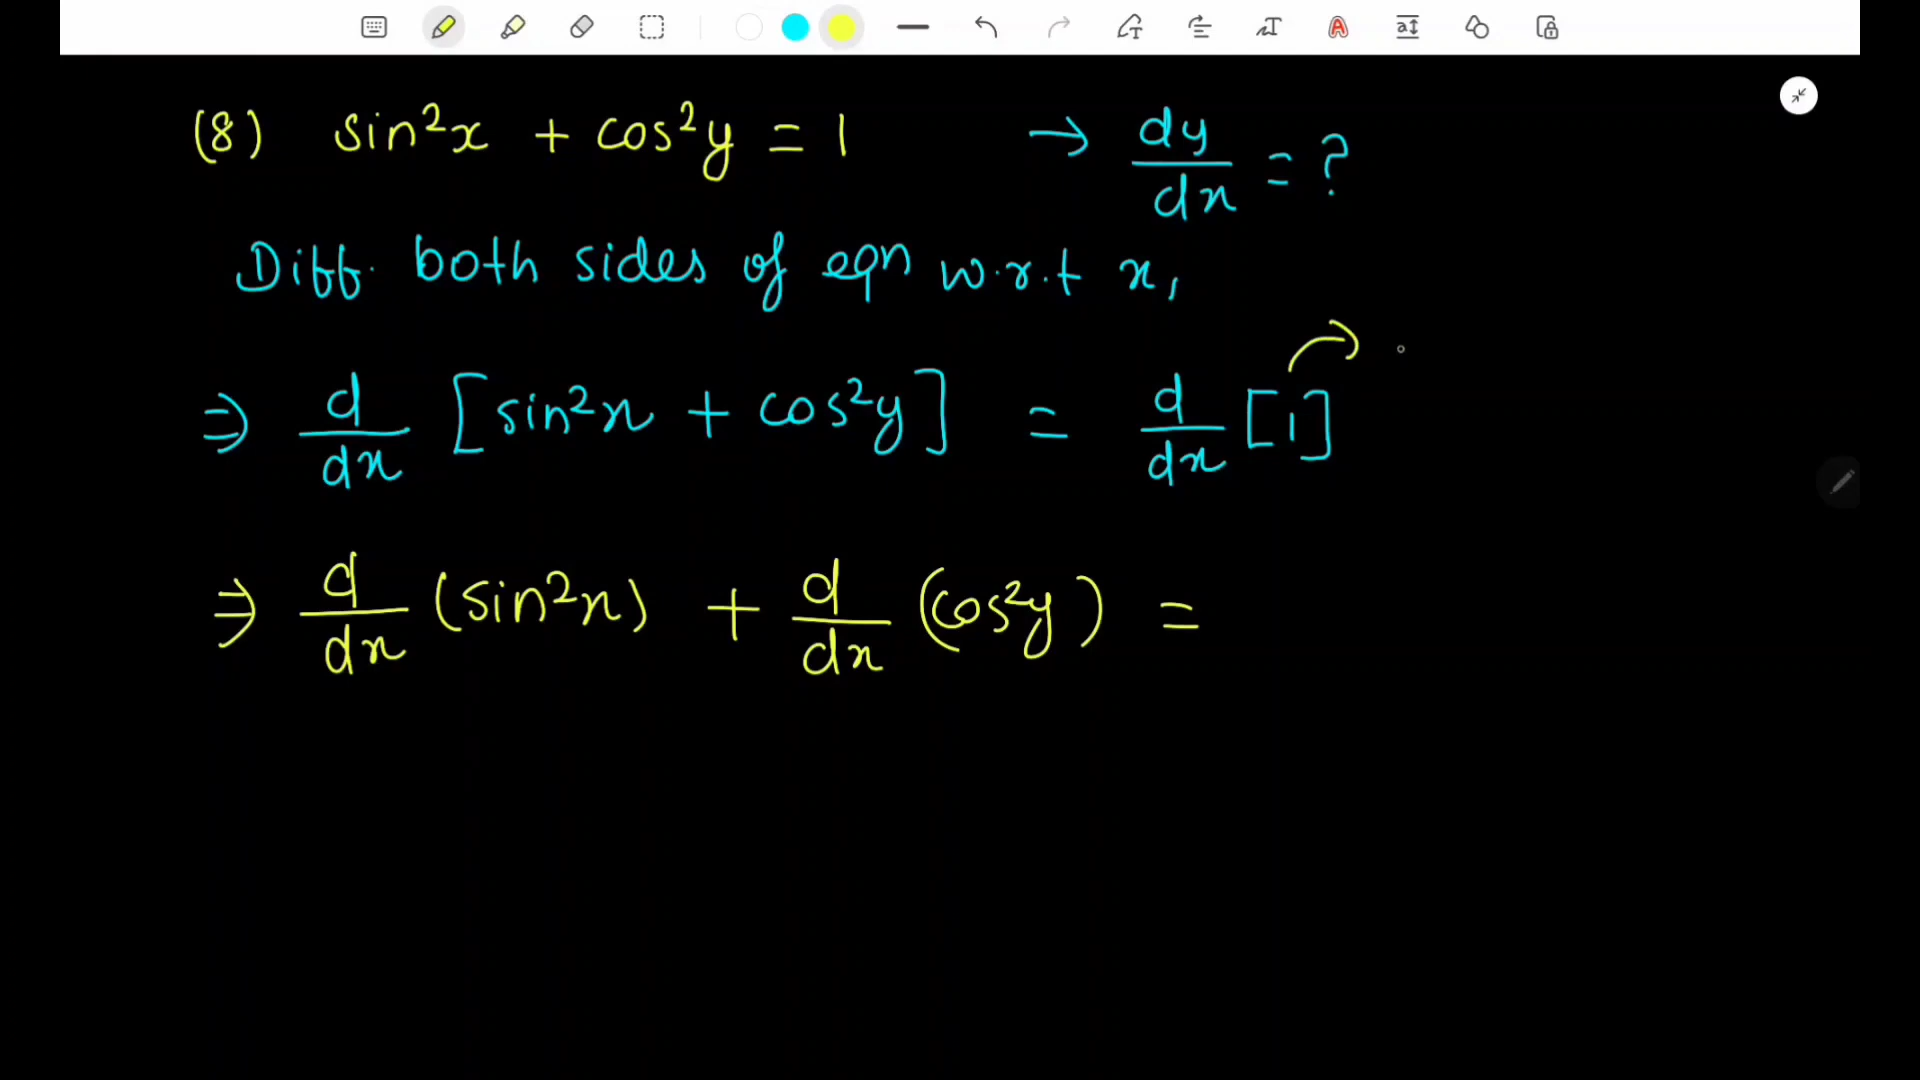 (8) sin²x + cos²y = 1 → dy/dx = ?
Diff. both sides of eqn w.r.t x,
⇒ d/dx [sin²x + cos²y] = d/dx [1]
⇒ d/dx (sin²x) + d/dx (cos²y) =